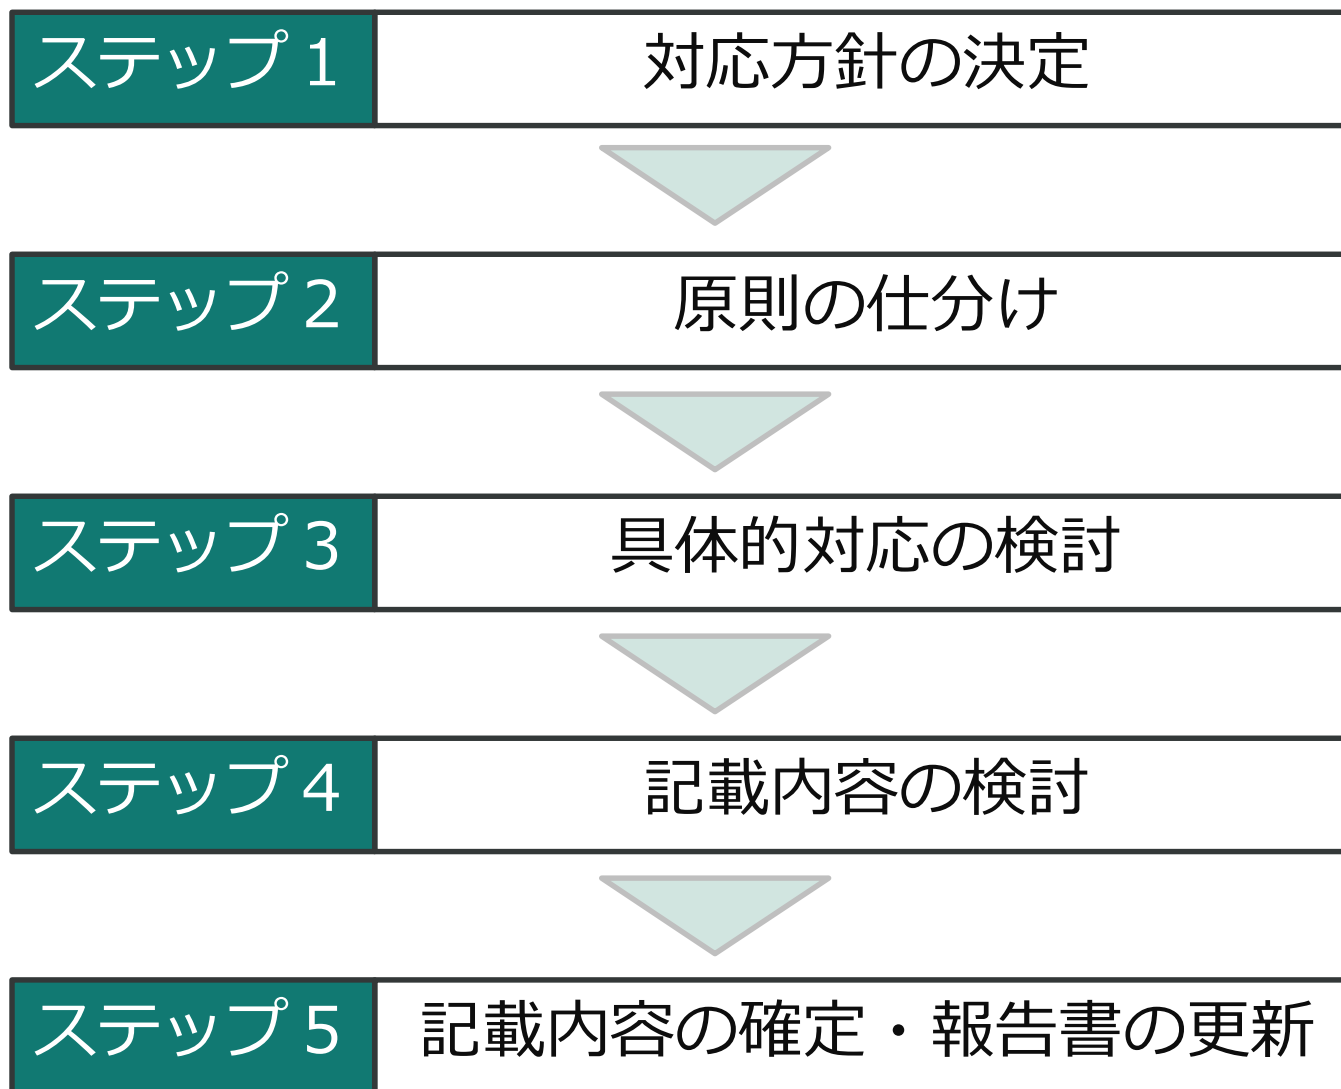 ステップ1 対応方針の決定
ステップ2 原則の仕分け
ステップ3 具体的対応の検討
ステップ4 記載内容の検討
ステップ5 記載内容の確定・報告書の更新